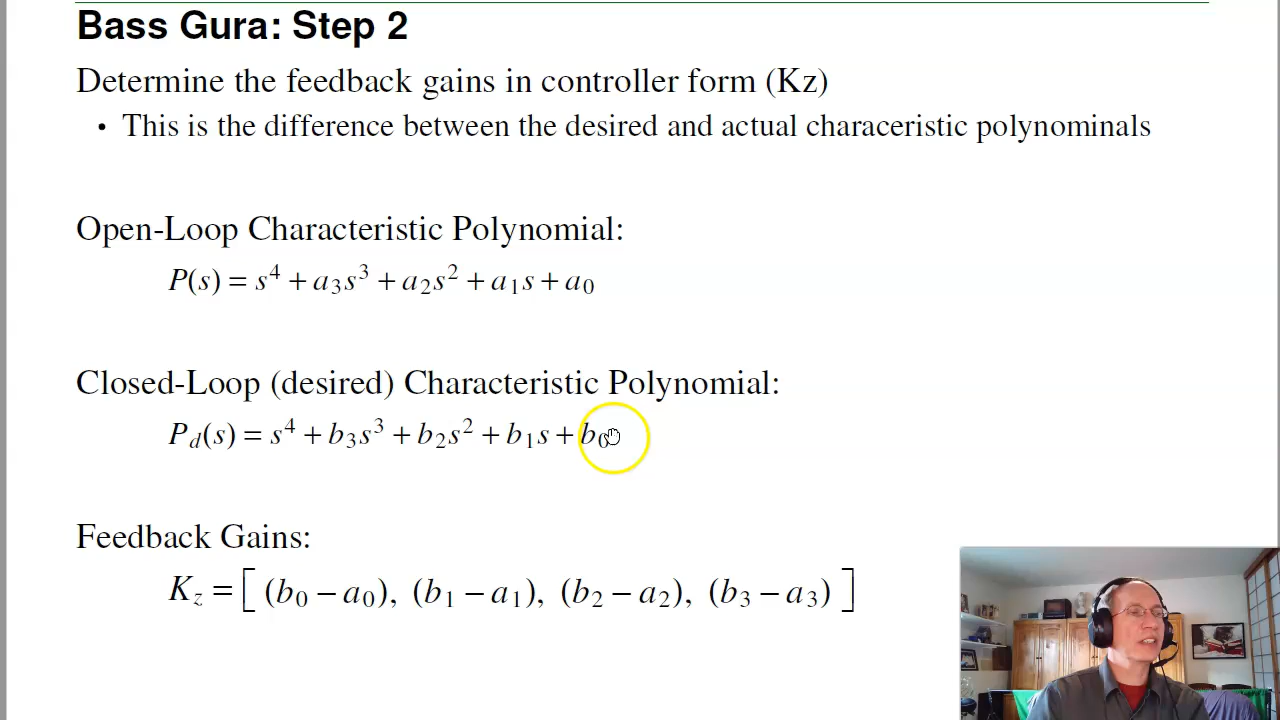 Bass Gura: Step 2
Determine the feedback gains in controller form (Kz)
• This is the difference between the desired and actual characeristic polynominals
Open-Loop Characteristic Polynomial:
P(s) = s⁴ + a₃s³ + a₂s² + a₁s + a₀
Closed-Loop (desired) Characteristic Polynomial:
P_d(s) = s⁴ + b₃s³ + b₂s² + b₁s + b₀
Feedback Gains:
K_z = [ (b₀ − a₀), (b₁ − a₁), (b₂ − a₂), (b₃ − a₃) ]